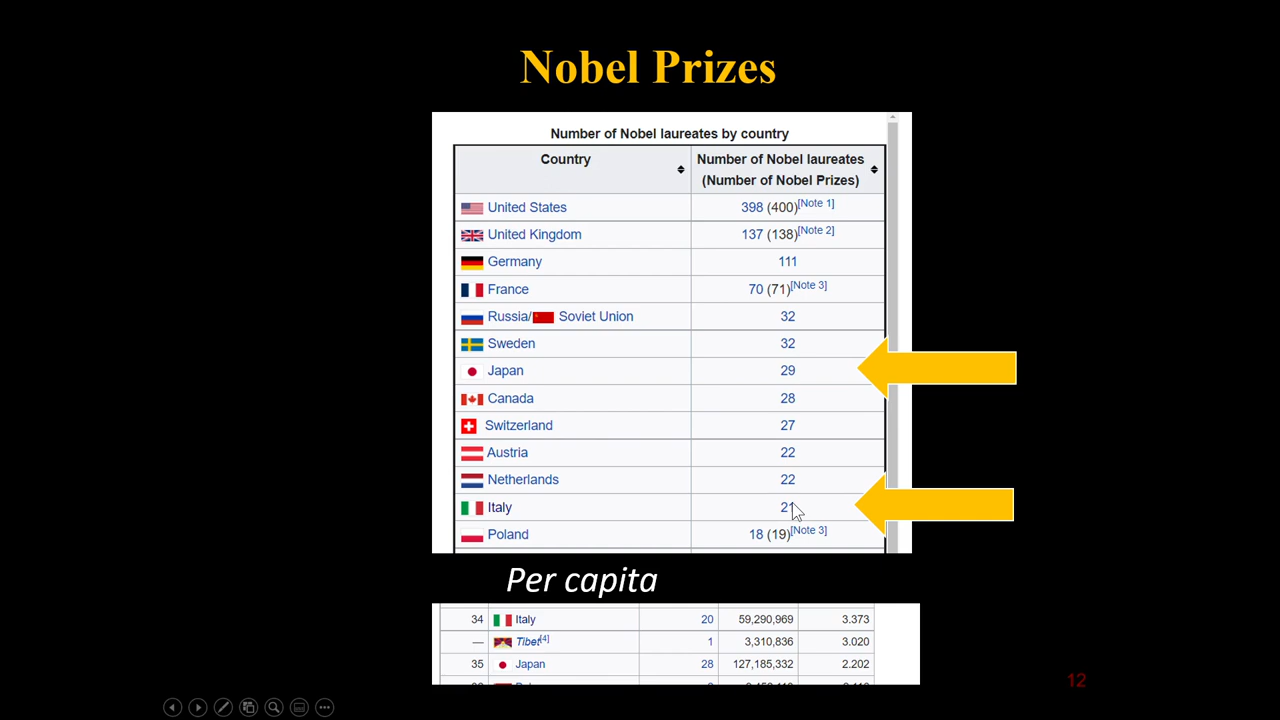 Nobel Prizes
Number of Nobel laureates by country
Country Number of Nobel laureates
(Number of Nobel Prizes)
United States 398 (400)[Note 1]
United Kingdom 137 (138)[Note 2]
Germany 111
France 70 (71)[Note 3]
Russia/ Soviet Union 32
Sweden 32
Japan 29
Canada 28
Switzerland 27
Austria 22
Netherlands 22
Italy 21
Poland 18 (19)[Note 3]
Per capita
34 Italy 20 59,290,969 3.373
— Tibet[4] 1 3,310,836 3.020
35 Japan 28 127,185,332 2.202
12